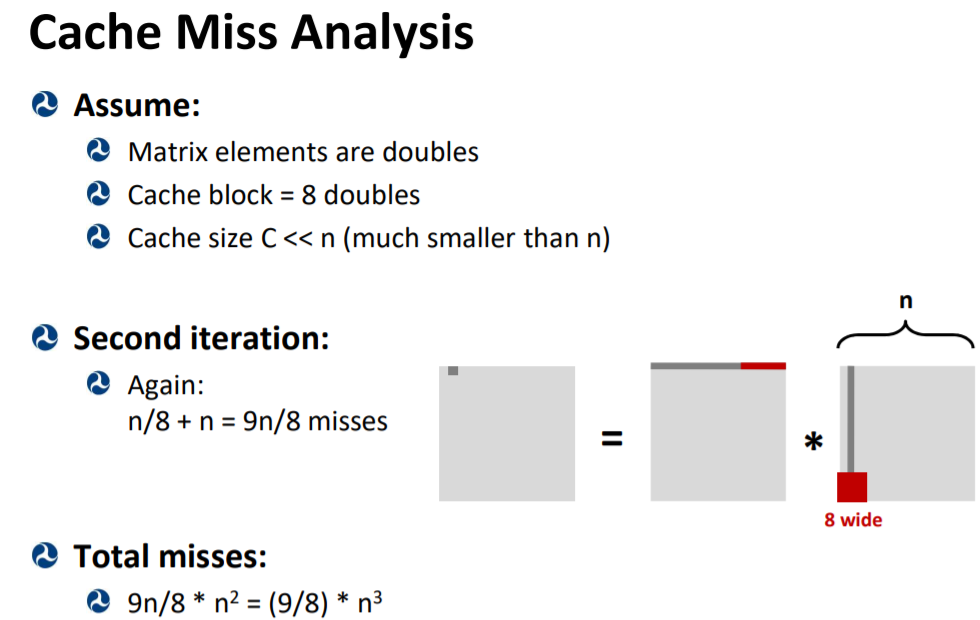 Cache Miss Analysis
Assume:
Matrix elements are doubles
Cache block = 8 doubles
Cache size C << n (much smaller than n)
Second iteration:
Again:
n/8 + n = 9n/8 misses
n
=
*
8 wide
Total misses:
9n/8 * n² = (9/8) * n³